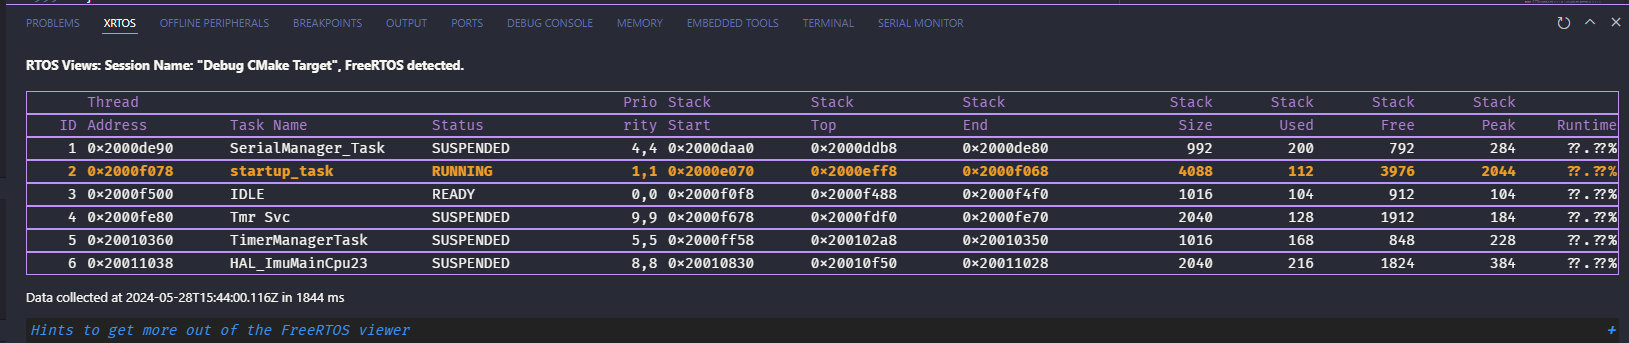 PROBLEMS XRTOS OFFLINE PERIPHERALS BREAKPOINTS OUTPUT PORTS DEBUG CONSOLE MEMORY EMBEDDED TOOLS TERMINAL SERIAL MONITOR
RTOS Views: Session Name: "Debug CMake Target", FreeRTOS detected.
Thread Prio Stack Stack Stack Stack Stack Stack Stack
ID Address Task Name Status rity Start Top End Size Used Free Peak Runtime
1 0x2000de90 SerialManager_Task SUSPENDED 4,4 0x2000daa0 0x2000ddb8 0x2000de80 992 200 792 284 ??.??%
2 0x2000f078 startup_task RUNNING 1,1 0x2000e070 0x2000eff8 0x2000f068 4088 112 3976 2044 ??.??%
3 0x2000f500 IDLE READY 0,0 0x2000f0f8 0x2000f488 0x2000f4f0 1016 104 912 104 ??.??%
4 0x2000fe80 Tmr Svc SUSPENDED 9,9 0x2000f678 0x2000fdf0 0x2000fe70 2040 128 1912 184 ??.??%
5 0x20010360 TimerManagerTask SUSPENDED 5,5 0x2000ff58 0x200102a8 0x20010350 1016 168 848 228 ??.??%
6 0x20011038 HAL_ImuMainCpu23 SUSPENDED 8,8 0x20010830 0x20010f50 0x20011028 2040 216 1824 384 ??.??%
Data collected at 2024-05-28T15:44:00.116Z in 1844 ms
Hints to get more out of the FreeRTOS viewer +